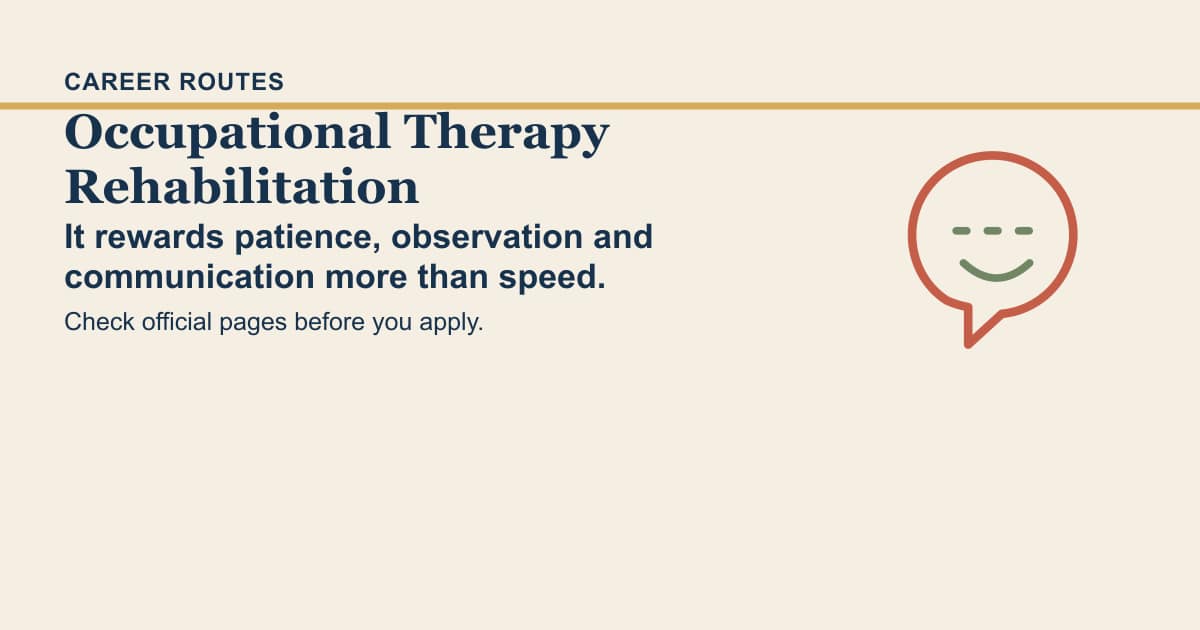 CAREER ROUTES
Occupational Therapy
Rehabilitation
It rewards patience, observation and
communication more than speed.
Check official pages before you apply.